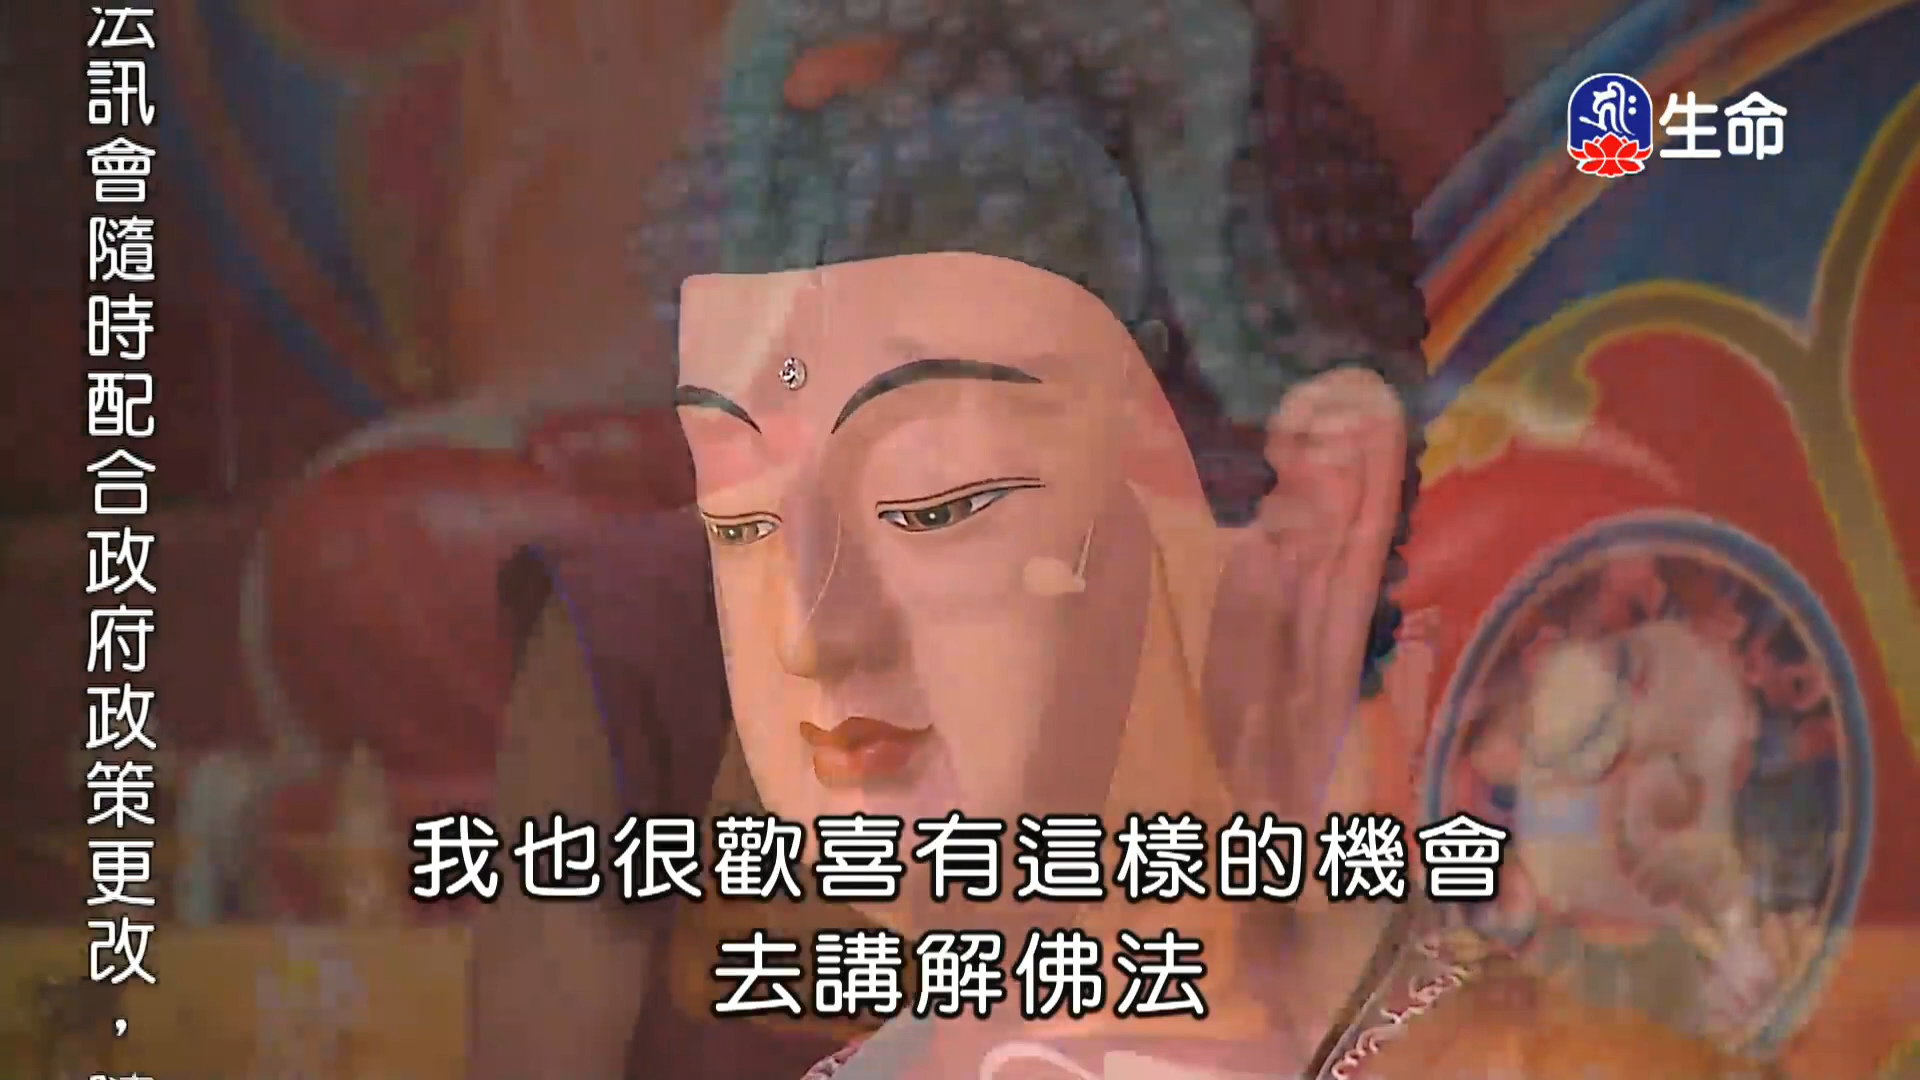 法訊會隨時配合政府政策更改，
生命
我也很歡喜有這樣的機會
去講解佛法